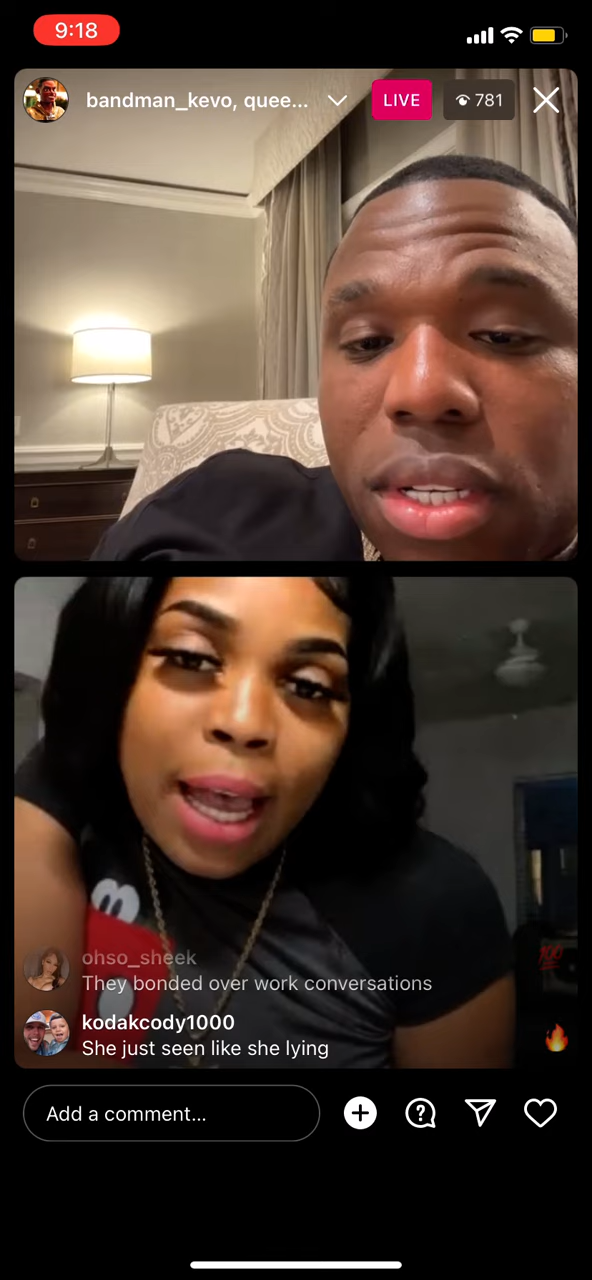 9:18
bandman_kevo, quee...
LIVE
781
ohso_sheek
They bonded over work conversations
100
kodakcody1000
She just seen like she lying
Add a comment...